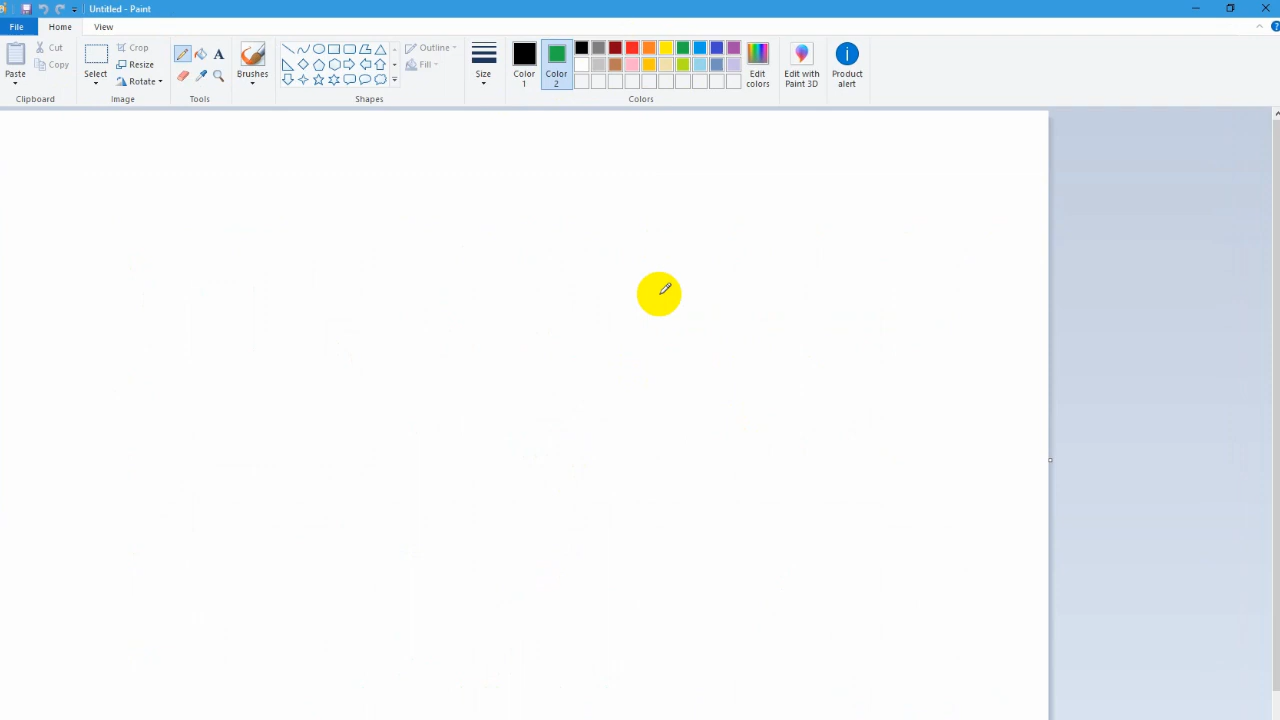 Untitled - Paint
File Home View
Paste
Cut
Copy
Clipboard
Select
Crop
Resize
Rotate
Image
Tools
Brushes
Outline
Fill
Shapes
Size
Color
1
Color
2
Colors
Edit
colors
Edit with
Paint 3D
Product
alert